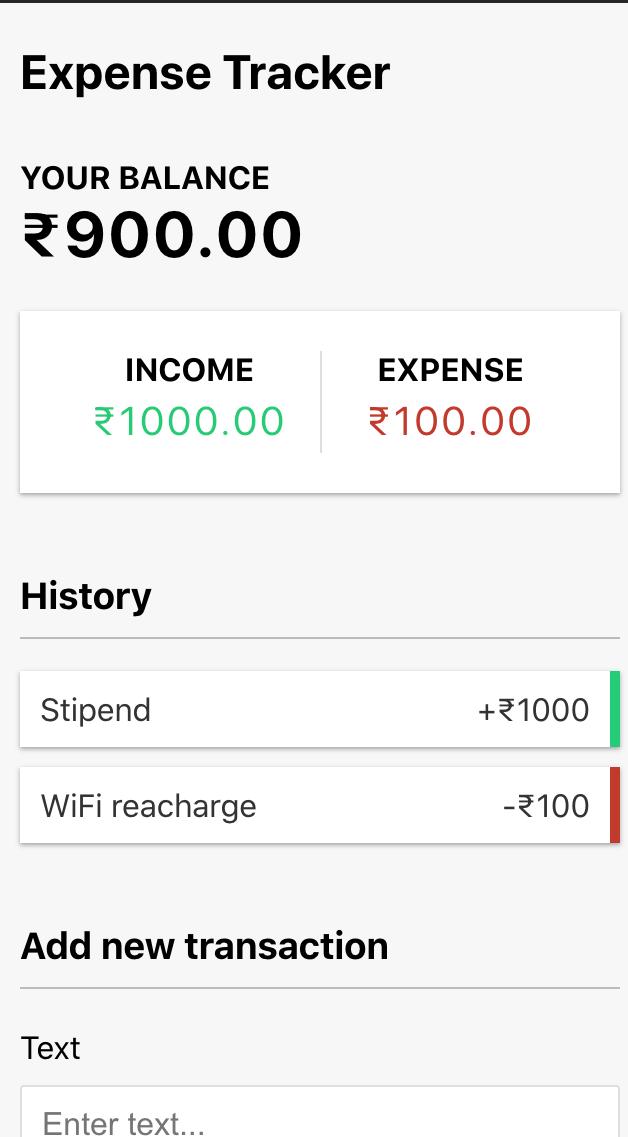 Expense Tracker
YOUR BALANCE
₹900.00
INCOME EXPENSE
₹1000.00 ₹100.00
History
Stipend +₹1000
WiFi reacharge -₹100
Add new transaction
Text
Enter text...